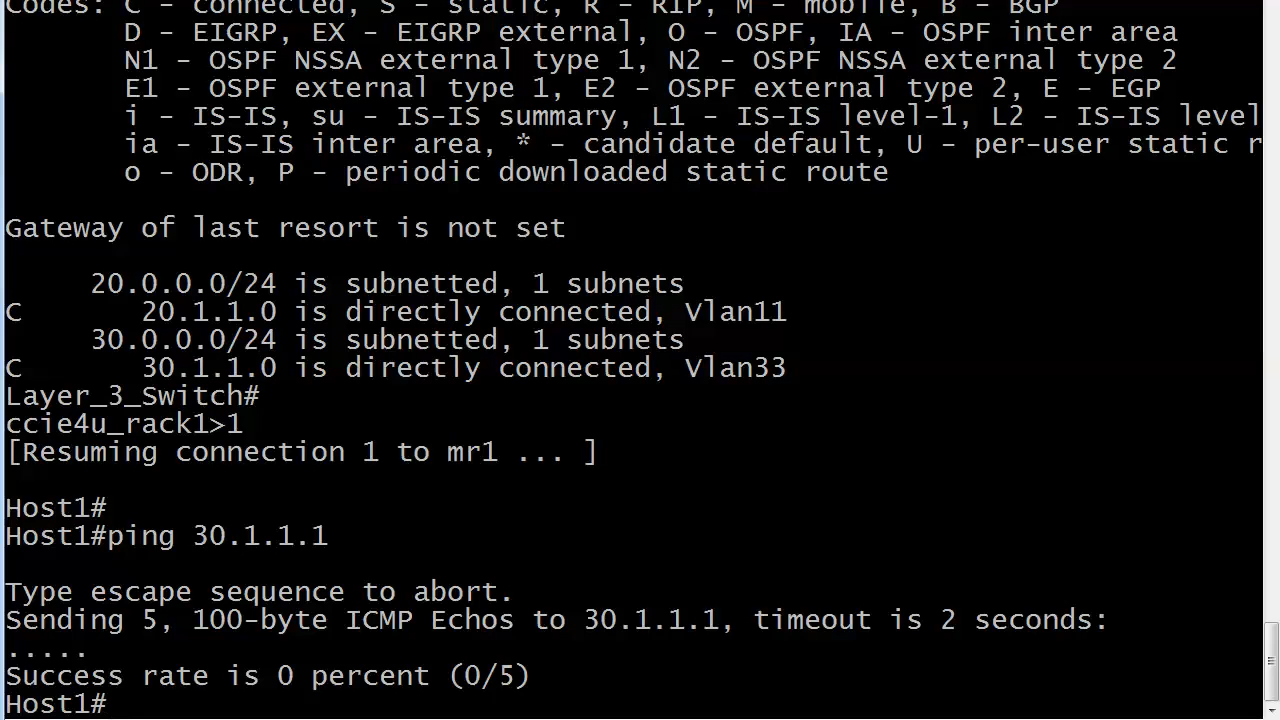 Codes: C - connected, S - static, R - RIP, M - mobile, B - BGP
D - EIGRP, EX - EIGRP external, O - OSPF, IA - OSPF inter area
N1 - OSPF NSSA external type 1, N2 - OSPF NSSA external type 2
E1 - OSPF external type 1, E2 - OSPF external type 2, E - EGP
i - IS-IS, su - IS-IS summary, L1 - IS-IS level-1, L2 - IS-IS level
ia - IS-IS inter area, * - candidate default, U - per-user static r
o - ODR, P - periodic downloaded static route
Gateway of last resort is not set
20.0.0.0/24 is subnetted, 1 subnets
C 20.1.1.0 is directly connected, Vlan11
30.0.0.0/24 is subnetted, 1 subnets
C 30.1.1.0 is directly connected, Vlan33
Layer_3_Switch#
ccie4u_rack1>1
[Resuming connection 1 to mr1 ... ]
Host1#
Host1#ping 30.1.1.1
Type escape sequence to abort.
Sending 5, 100-byte ICMP Echos to 30.1.1.1, timeout is 2 seconds:
.....
Success rate is 0 percent (0/5)
Host1#